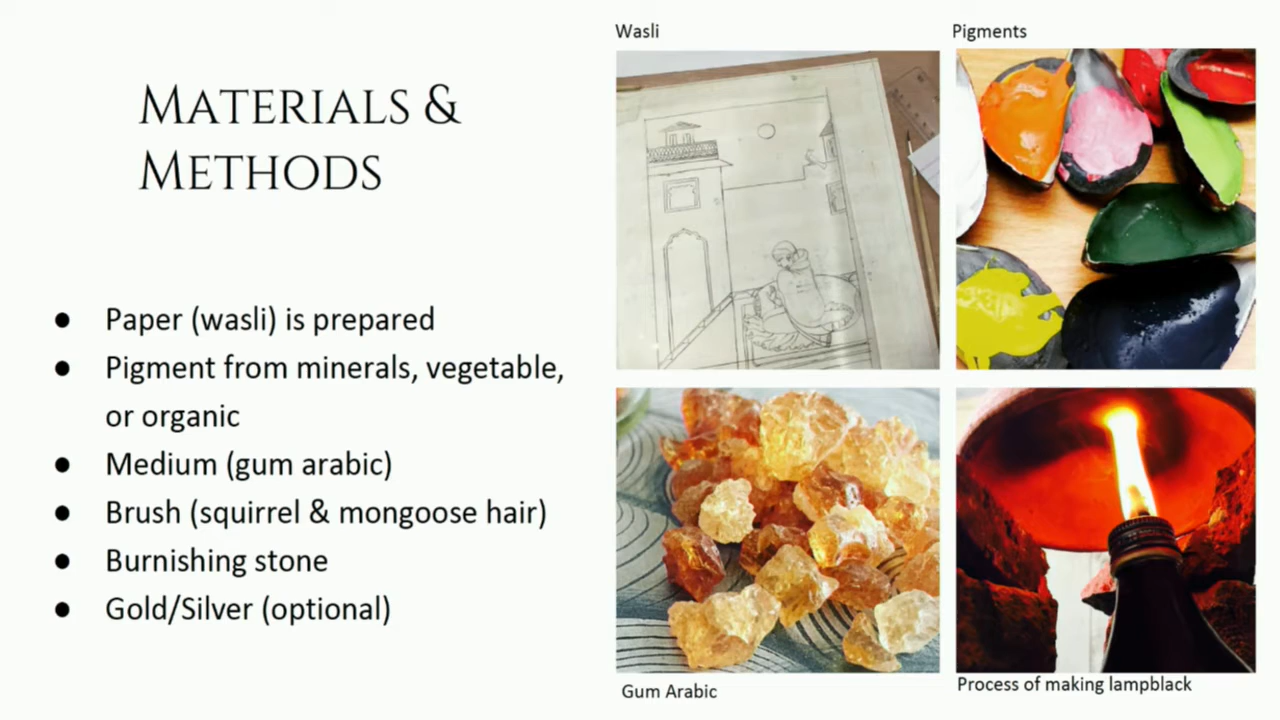 MATERIALS &
METHODS
● Paper (wasli) is prepared
● Pigment from minerals, vegetable,
or organic
● Medium (gum arabic)
● Brush (squirrel & mongoose hair)
● Burnishing stone
● Gold/Silver (optional)
Wasli
Pigments
Gum Arabic
Process of making lampblack